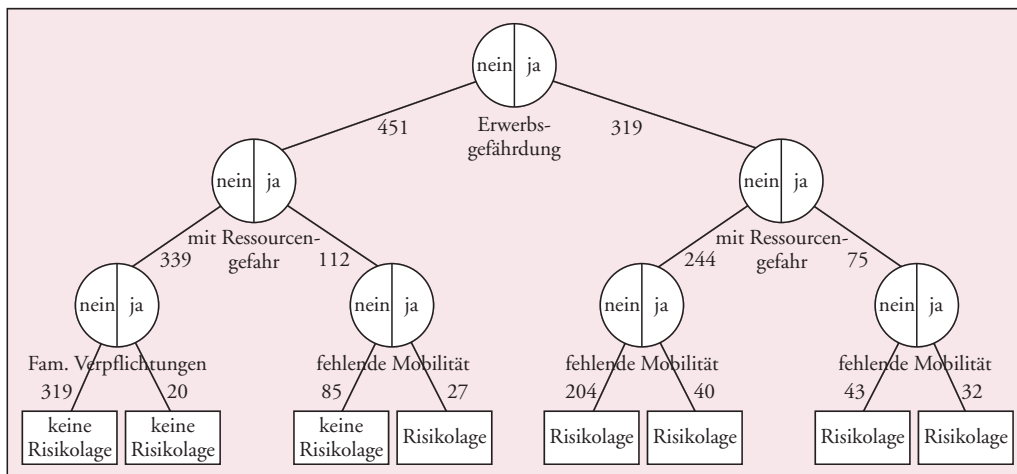 nein ja
451 Erwerbs- 319
gefährdung
nein ja nein ja
mit Ressourcen- mit Ressourcen-
339 gefahr 112 244 gefahr 75
nein ja nein ja nein ja nein ja
Fam. Verpflichtungen fehlende Mobilität fehlende Mobilität fehlende Mobilität
319 20 85 27 204 40 43 32
keine keine keine
Risikolage Risikolage Risikolage Risikolage Risikolage Risikolage Risikolage Risikolage